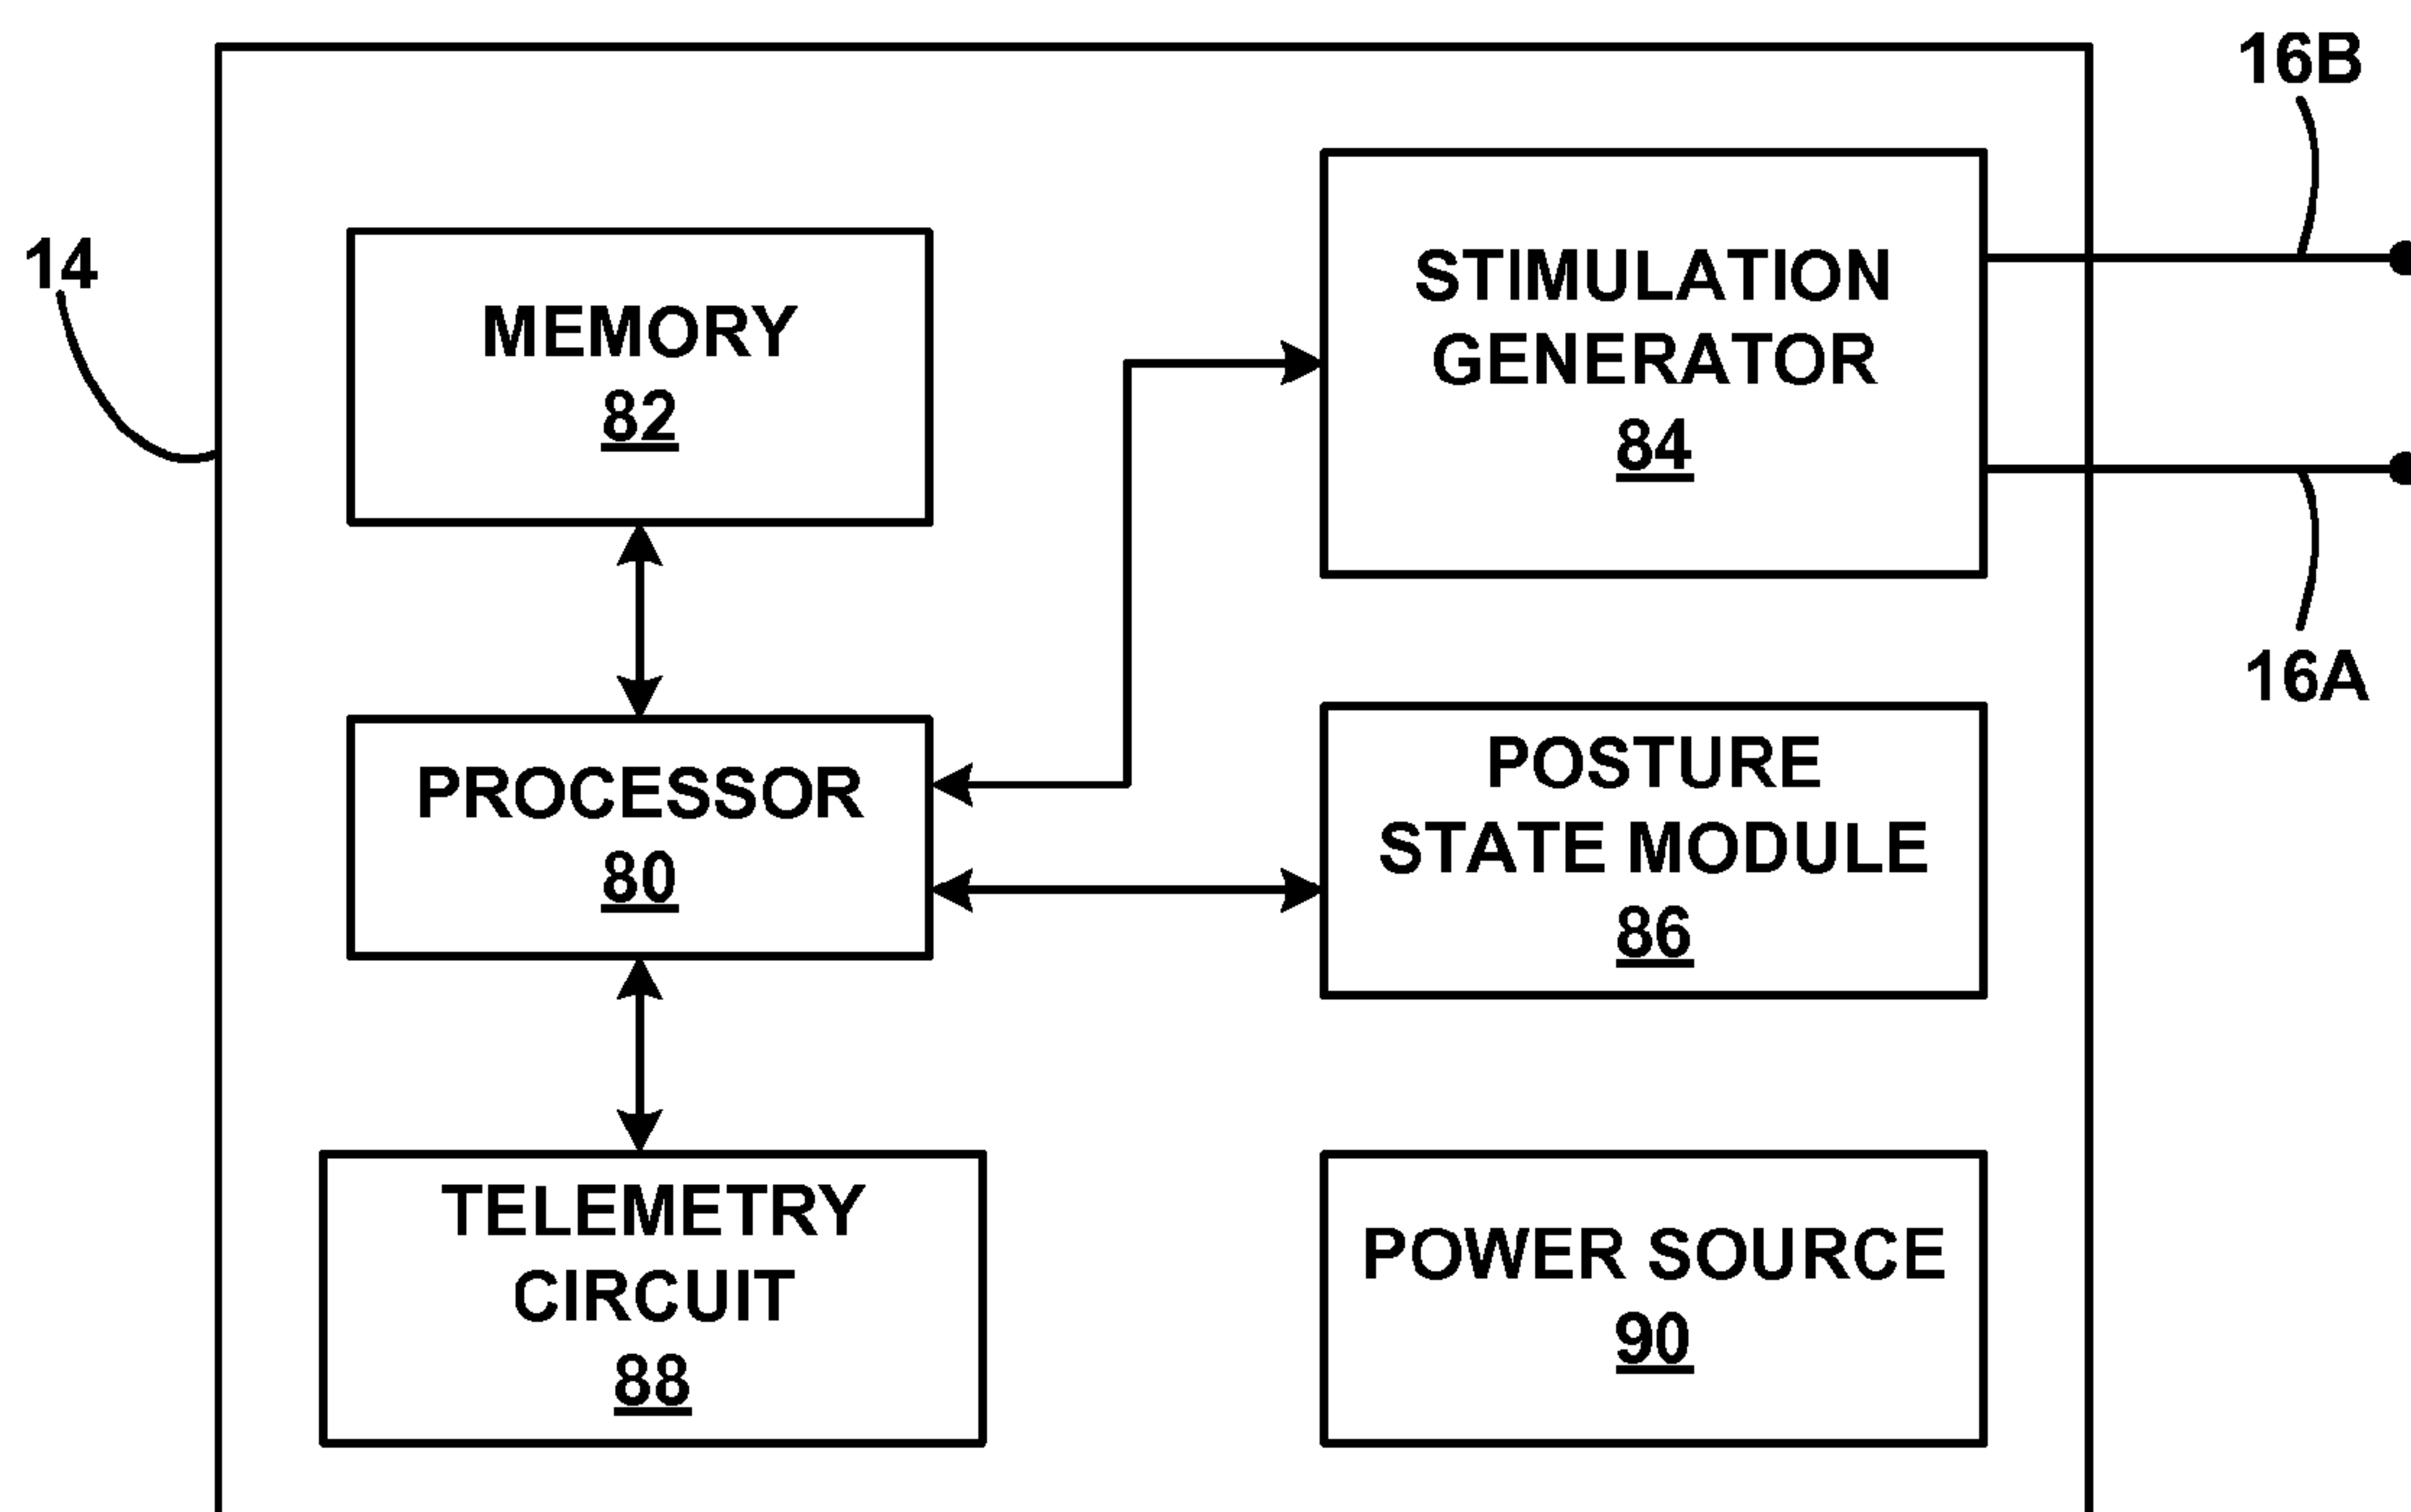 16B
14
MEMORY
82
STIMULATION
GENERATOR
84
16A
PROCESSOR
80
POSTURE
STATE MODULE
86
TELEMETRY
CIRCUIT
88
POWER SOURCE
90